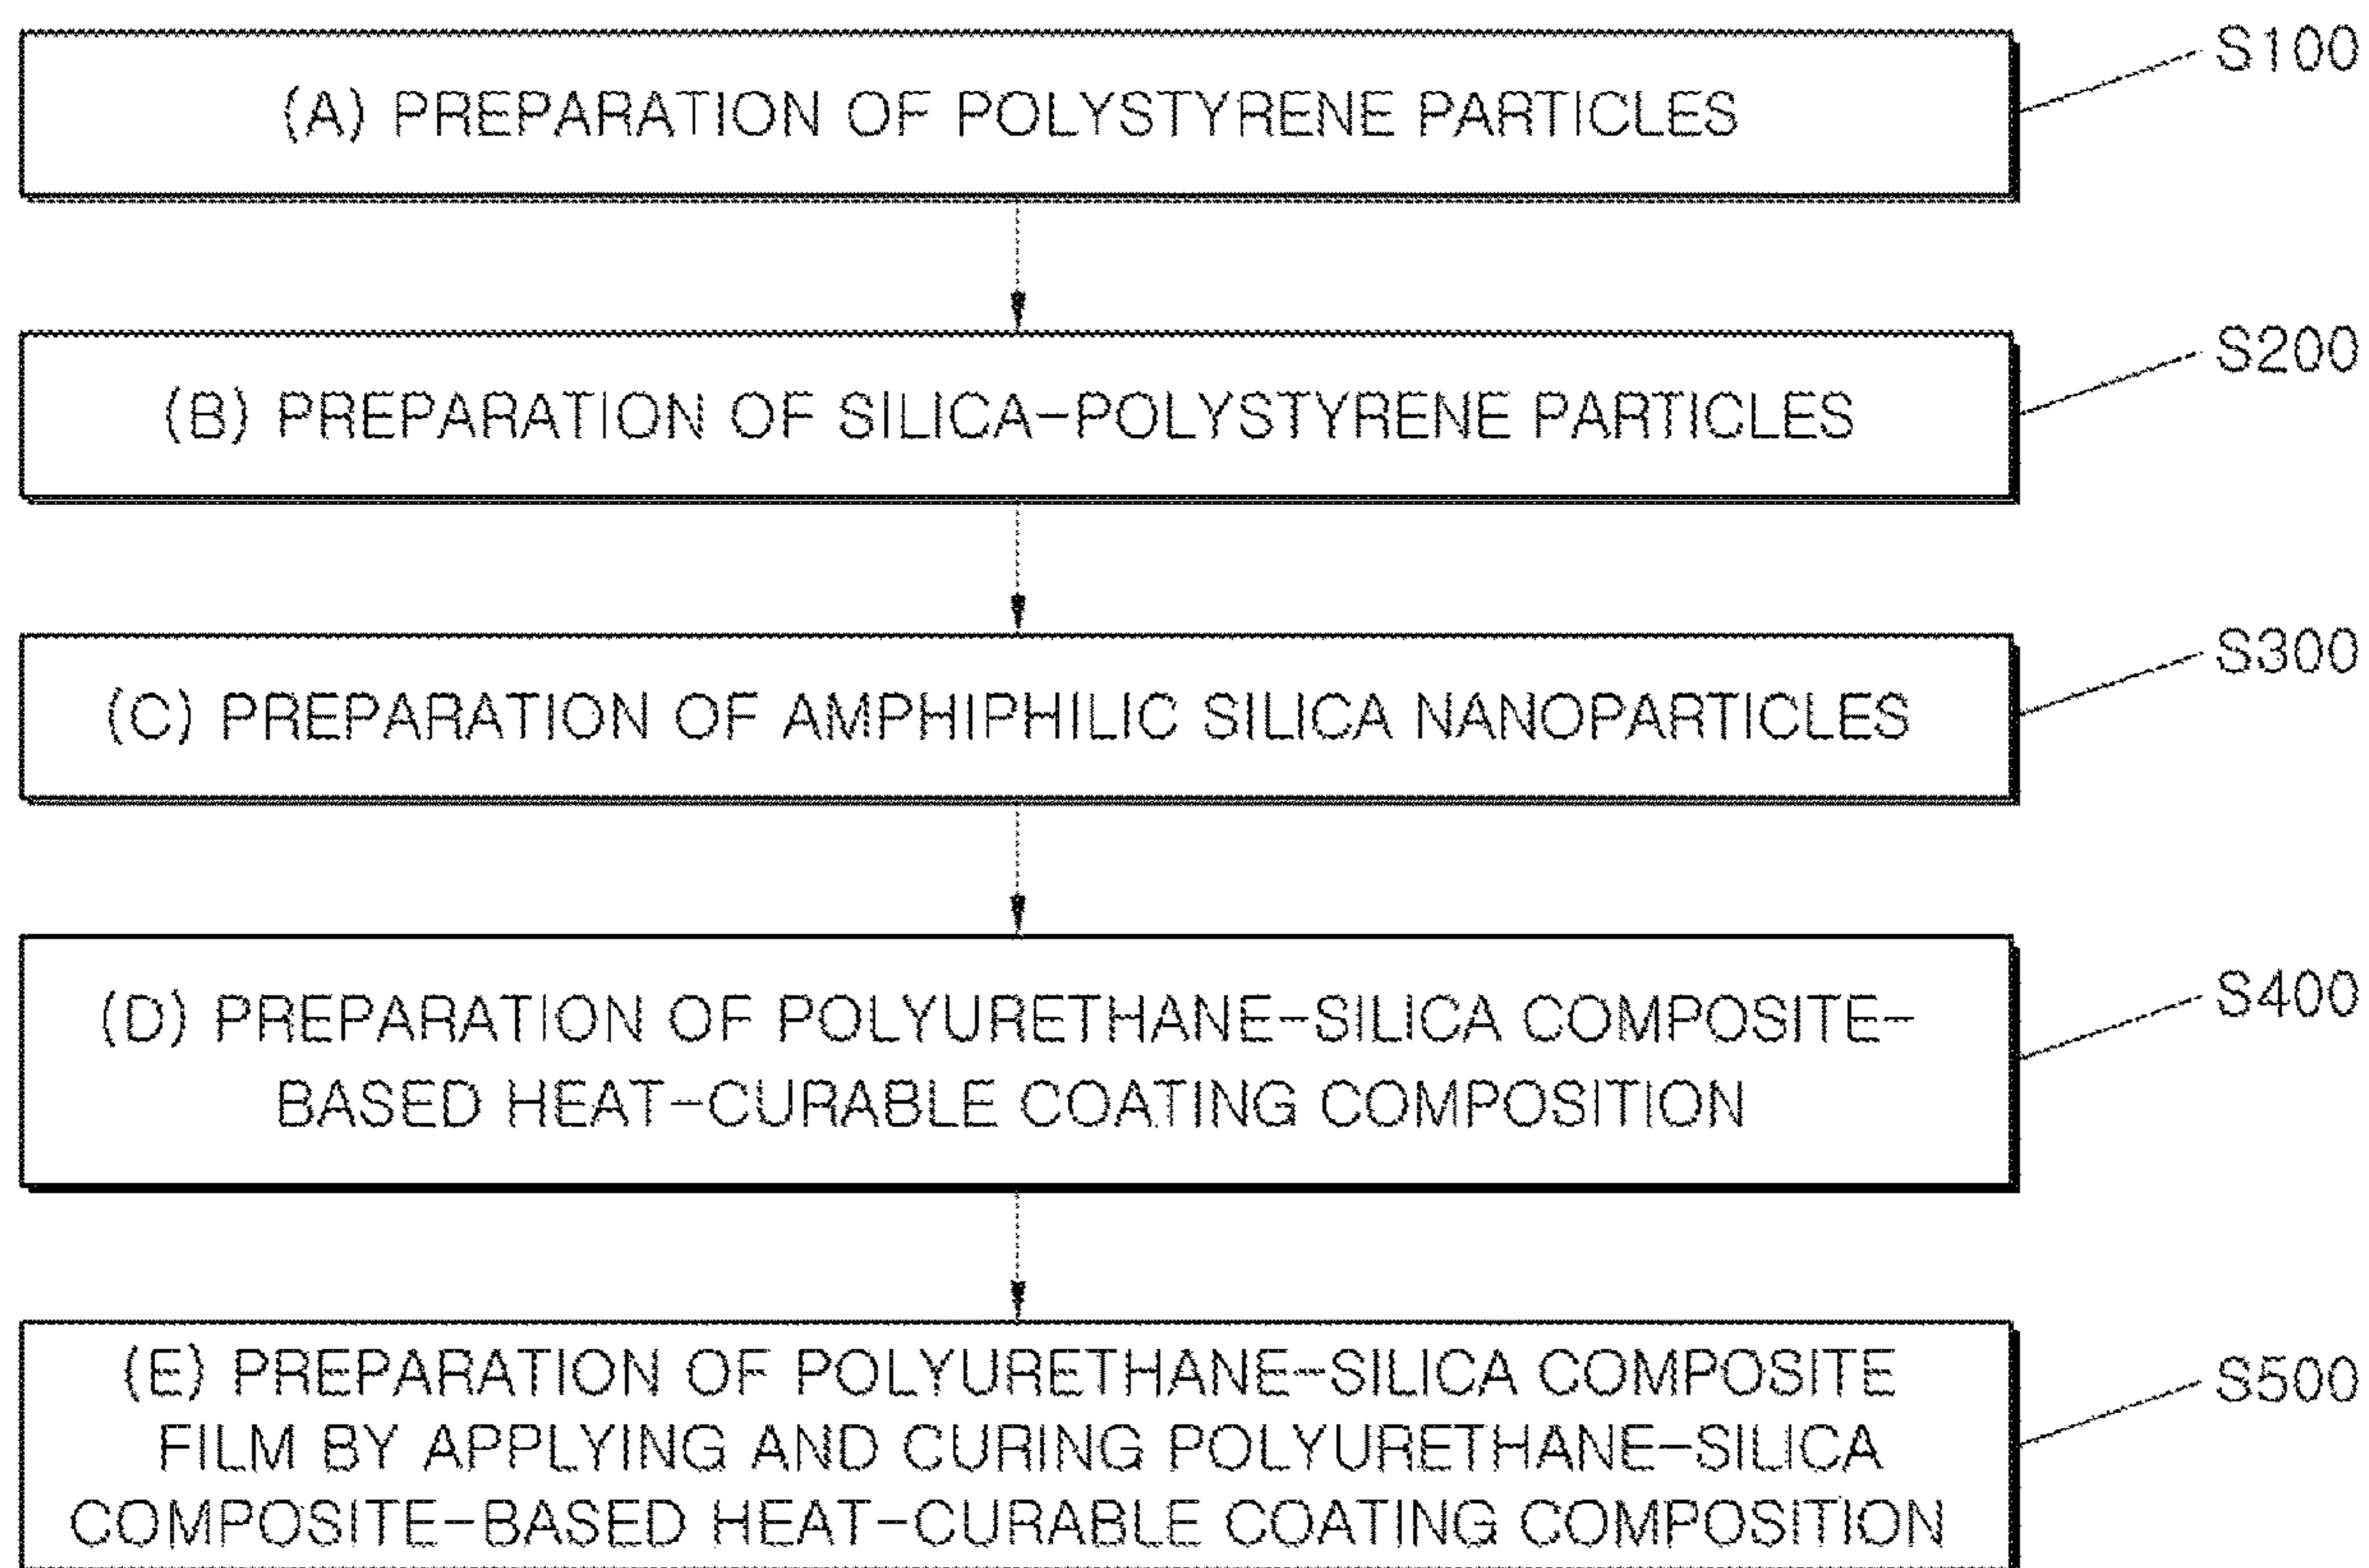 (A) PREPARATION OF POLYSTYRENE PARTICLES
S100
(B) PREPARATION OF SILICA-POLYSTYRENE PARTICLES
S200
(C) PREPARATION OF AMPHIPHILIC SILICA NANOPARTICLES
S300
(D) PREPARATION OF POLYURETHANE-SILICA COMPOSITE-
BASED HEAT-CURABLE COATING COMPOSITION
S400
(E) PREPARATION OF POLYURETHANE-SILICA COMPOSITE
FILM BY APPLYING AND CURING POLYURETHANE-SILICA
COMPOSITE-BASED HEAT-CURABLE COATING COMPOSITION
S500